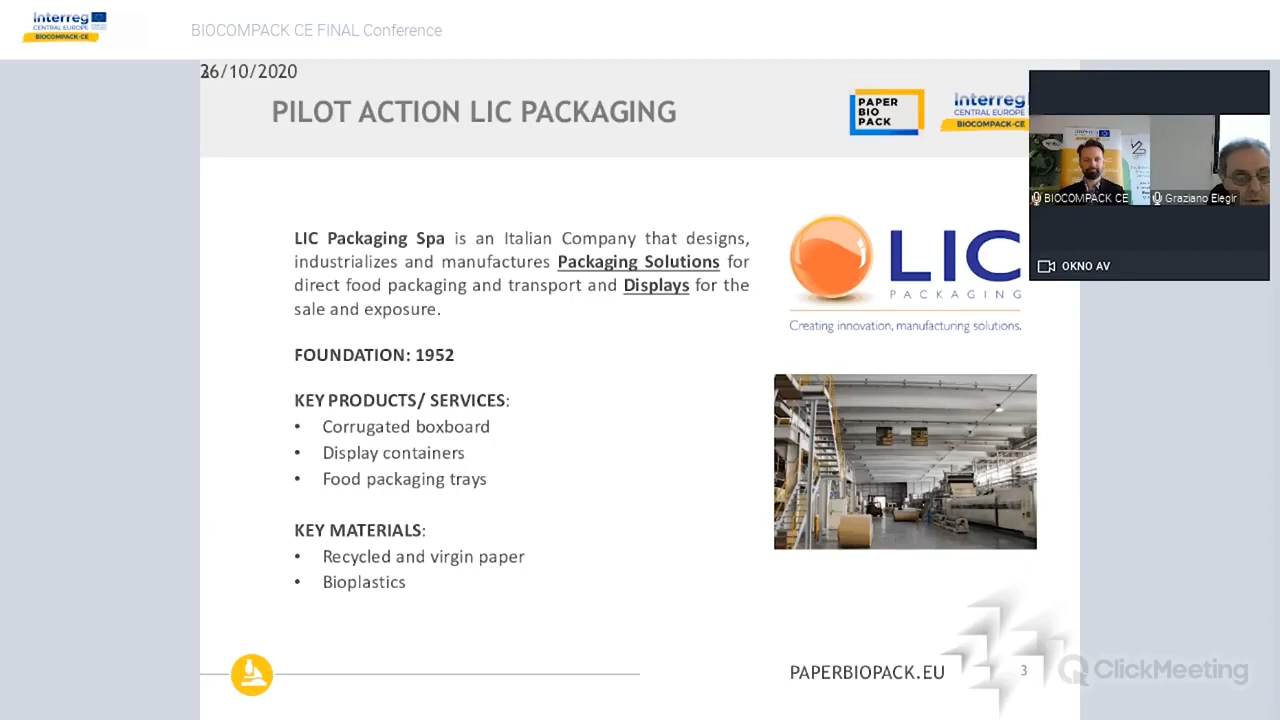 Interreg
CENTRAL EUROPE
BIOCOMPACK-CE
BIOCOMPACK CE FINAL Conference
26/10/2020
PILOT ACTION LIC PACKAGING
PAPER
BIO
PACK
Interreg
CENTRAL EUROPE
BIOCOMPACK-CE
BIOCOMPACK CE
Graziano Elegir
OKNO AV
LIC Packaging Spa is an Italian Company that designs,
industrializes and manufactures Packaging Solutions for
direct food packaging and transport and Displays for the
sale and exposure.
LIC
PACKAGING
Creating innovation, manufacturing solutions.
FOUNDATION: 1952
KEY PRODUCTS/ SERVICES:
• Corrugated boxboard
• Display containers
• Food packaging trays
KEY MATERIALS:
• Recycled and virgin paper
• Bioplastics
PAPERBIOPACK.EU
3
ClickMeeting